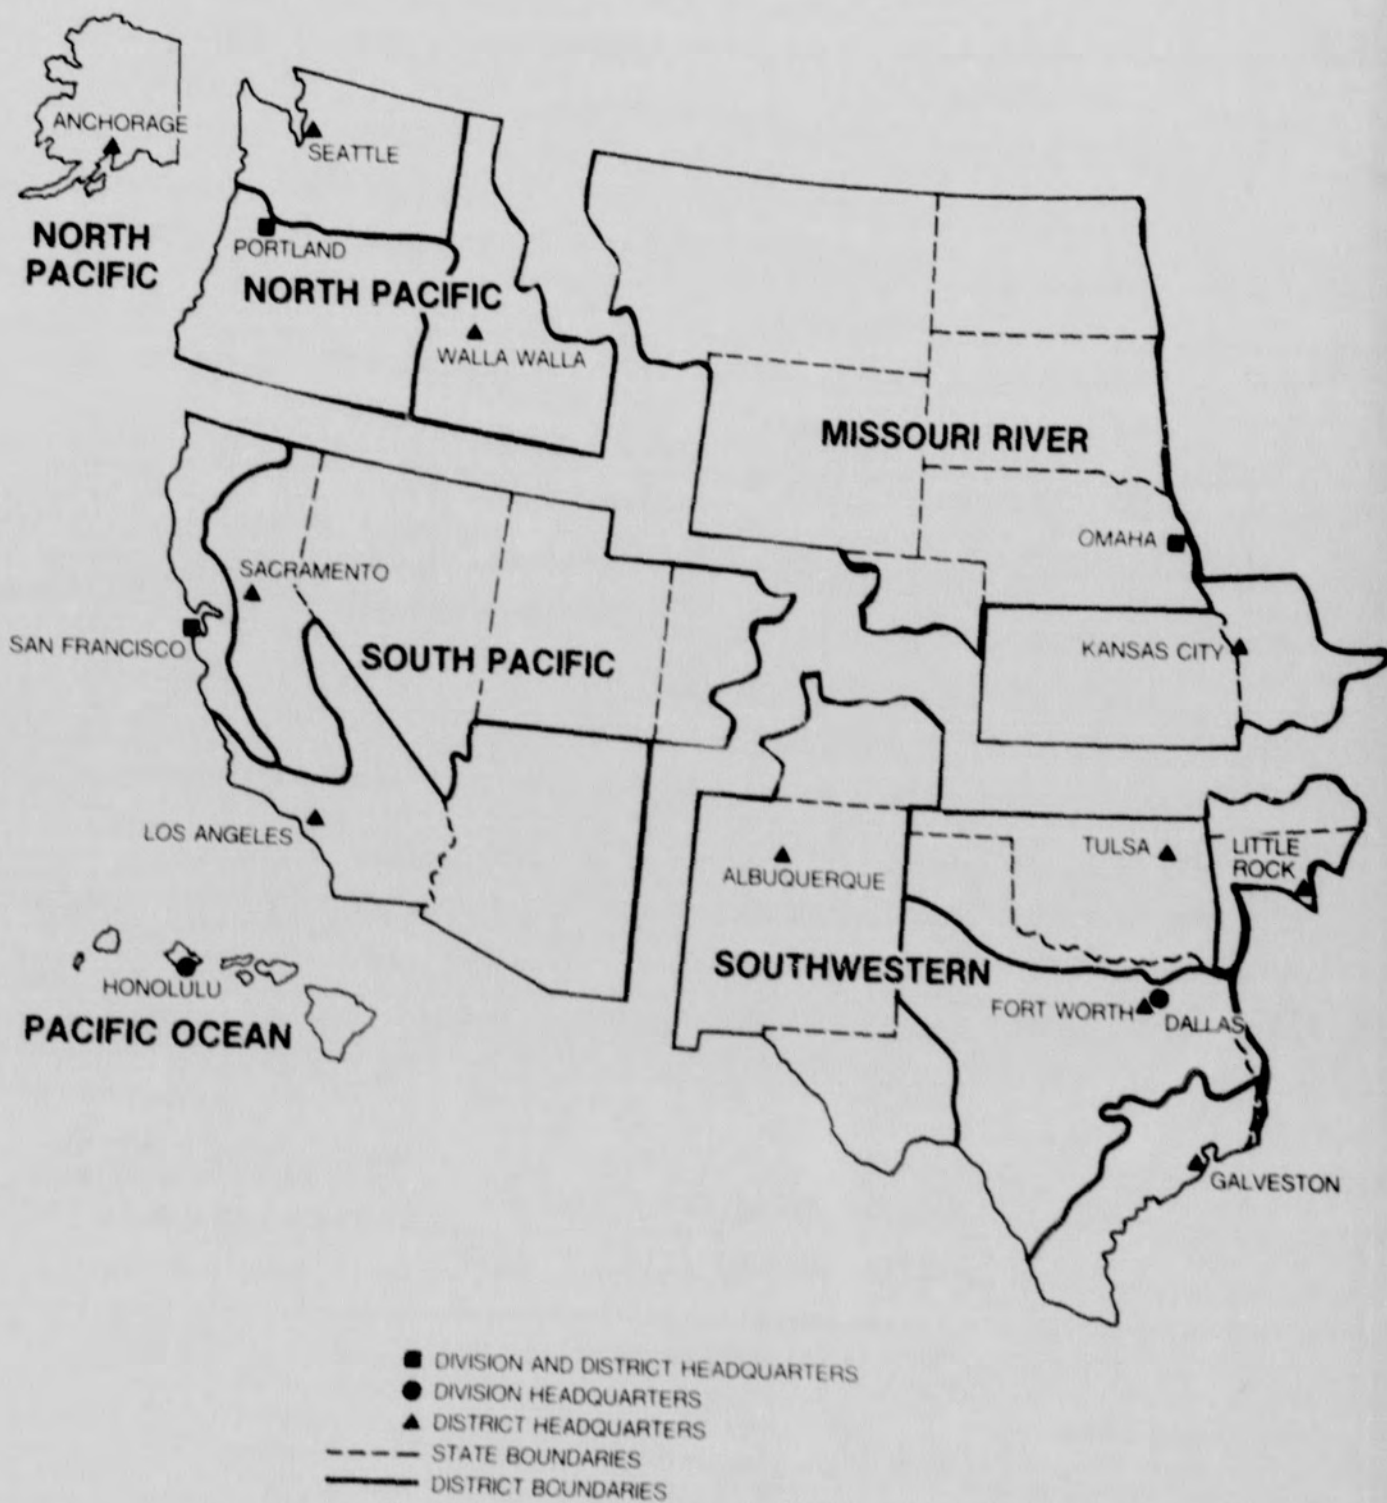 ANCHORAGE
SEATTLE
NORTH
PACIFIC
PORTLAND
NORTH PACIFIC
WALLA WALLA
MISSOURI RIVER
OMAHA
SACRAMENTO
SAN FRANCISCO
SOUTH PACIFIC
KANSAS CITY
LOS ANGELES
ALBUQUERQUE
TULSA
LITTLE
ROCK
HONOLULU
PACIFIC OCEAN
SOUTHWESTERN
FORT WORTH
DALLAS
GALVESTON
DIVISION AND DISTRICT HEADQUARTERS
DIVISION HEADQUARTERS
DISTRICT HEADQUARTERS
STATE BOUNDARIES
DISTRICT BOUNDARIES